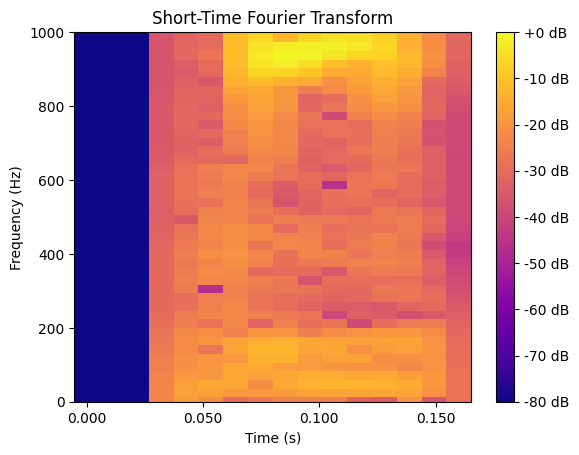 Short-Time Fourier Transform
Frequency (Hz)
1000
800
600
400
200
0
0.000
0.050
0.100
0.150
Time (s)
+0 dB
-10 dB
-20 dB
-30 dB
-40 dB
-50 dB
-60 dB
-70 dB
-80 dB